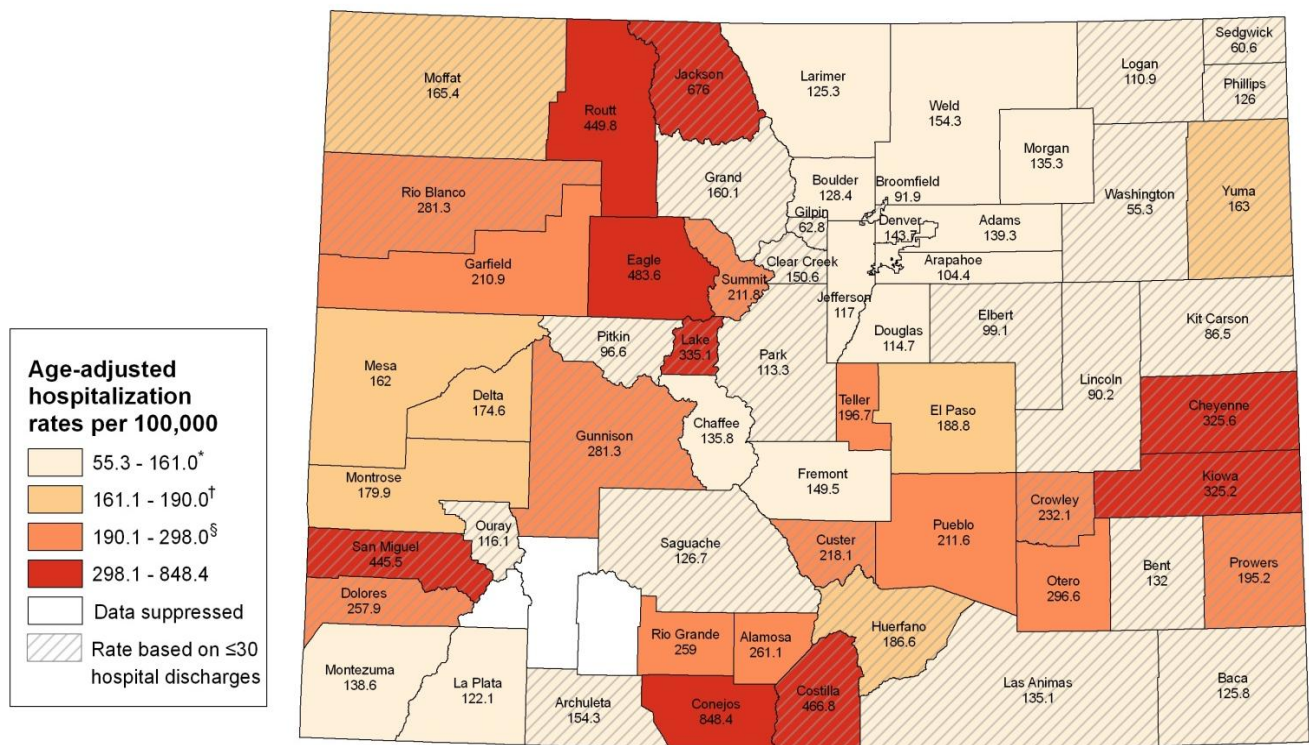 Moffat
165.4
Routt
449.8
Jackson
676
Larimer
125.3
Weld
154.3
Logan
110.9
Sedgwick
60.6
Phillips
126
Morgan
135.3
Rio Blanco
281.3
Grand
160.1
Boulder
128.4
Broomfield
91.9
Washington
55.3
Yuma
163
Gilpin
62.8
Denver
143.7
Adams
139.3
Garfield
210.9
Eagle
483.6
Summit
211.8
Clear Creek
150.6
Arapahoe
104.4
Jefferson
117
Douglas
114.7
Elbert
99.1
Kit Carson
86.5
Pitkin
96.6
Lake
335.1
Park
113.3
Lincoln
90.2
Mesa
162
Delta
174.6
Teller
196.7
El Paso
188.8
Cheyenne
325.6
Gunnison
281.3
Chaffee
135.8
Fremont
149.5
Kiowa
325.2
Montrose
179.9
Ouray
116.1
Saguache
126.7
Custer
218.1
Pueblo
211.6
Crowley
232.1
San Miguel
445.5
Otero
296.6
Bent
132
Prowers
195.2
Dolores
257.9
Rio Grande
259
Alamosa
261.1
Huerfano
186.6
Montezuma
138.6
La Plata
122.1
Archuleta
154.3
Conejos
848.4
Costilla
466.8
Las Animas
135.1
Baca
125.8
Age-adjusted
hospitalization
rates per 100,000
55.3 - 161.0*
161.1 - 190.0†
190.1 - 298.0§
298.1 - 848.4
Data suppressed
Rate based on ≤30
hospital discharges